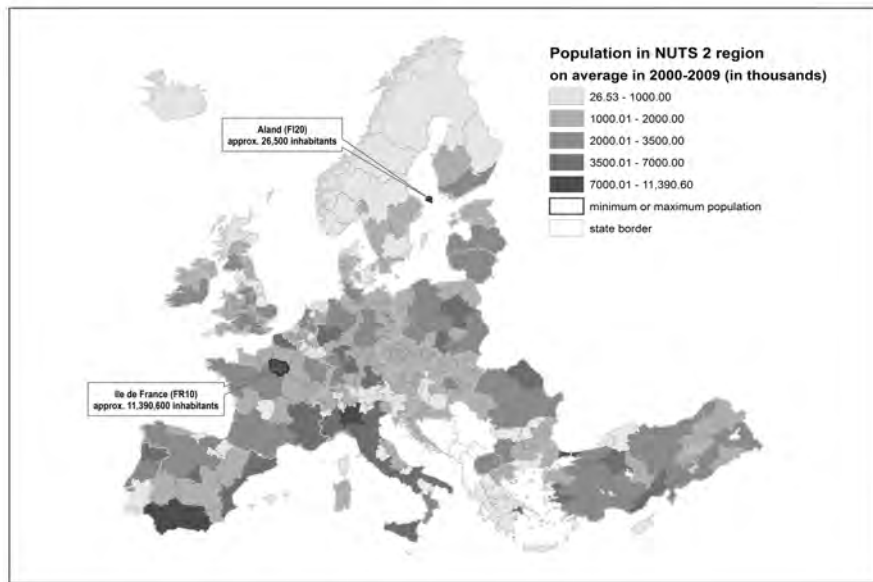 Population in NUTS 2 region
on average in 2000-2009 (in thousands)
26.53 - 1000.00
1000.01 - 2000.00
2000.01 - 3500.00
3500.01 - 7000.00
7000.01 - 11,390.60
minimum or maximum population
state border
Aland (FI20)
approx. 26,500 inhabitants
Ile de France (FR10)
approx. 11,390,600 inhabitants